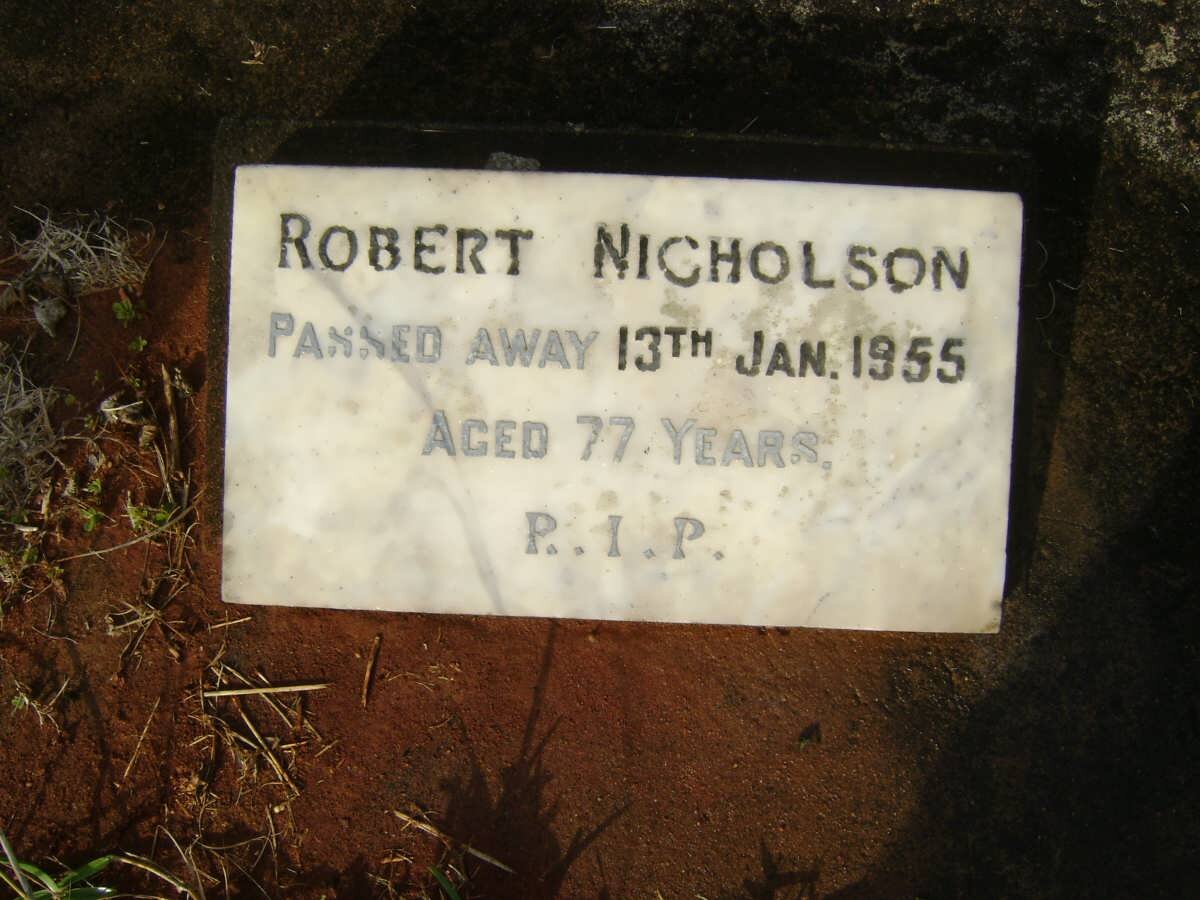 ROBERT NICHOLSON
PASSED AWAY 13TH JAN. 1955
AGED 77 YEARS.
R.I.P.